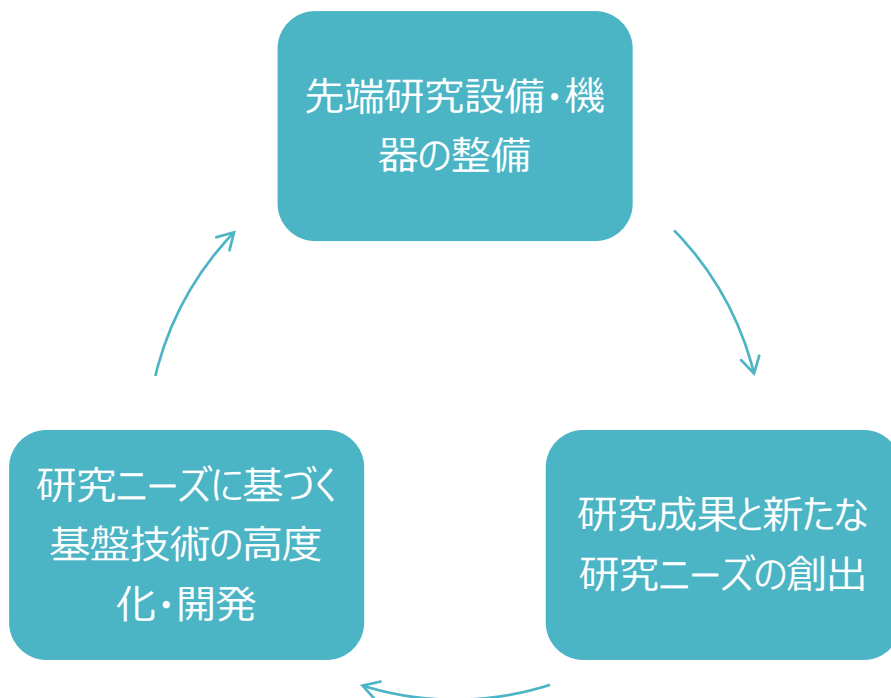 先端研究設備・機
器の整備
研究ニーズに基づく
基盤技術の高度
化・開発
研究成果と新たな
研究ニーズの創出